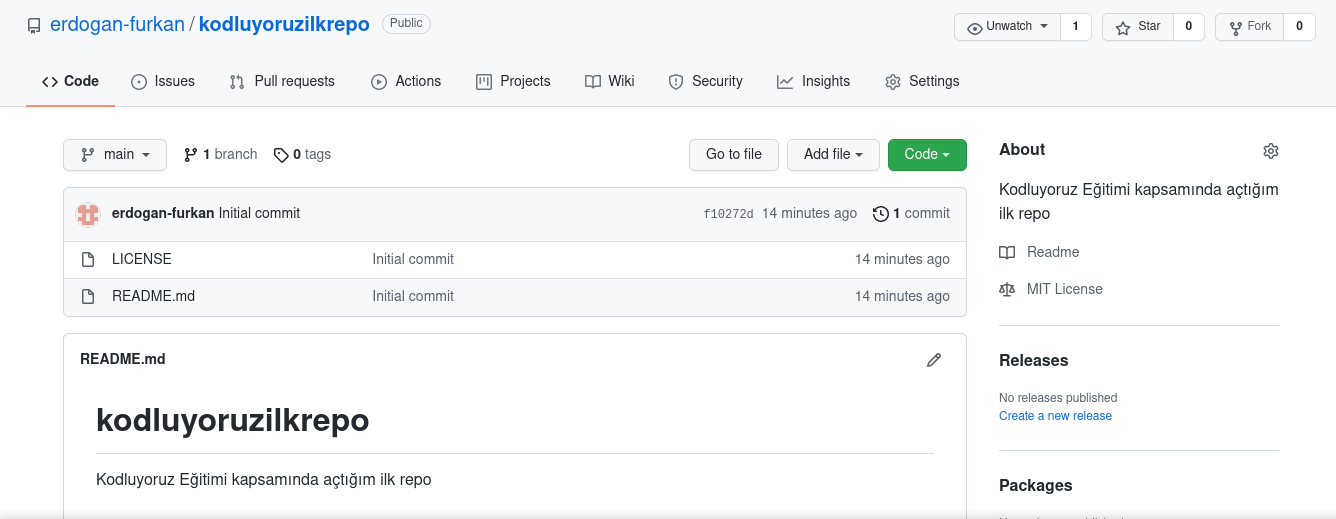 erdogan-furkan / kodluyoruzilkrepo Public Unwatch 1 Star 0 Fork 0
Code Issues Pull requests Actions Projects Wiki Security Insights Settings
main 1 branch 0 tags Go to file Add file Code
erdogan-furkan Initial commit f10272d 14 minutes ago 1 commit
LICENSE Initial commit 14 minutes ago
README.md Initial commit 14 minutes ago
README.md
kodluyoruzilkrepo
Kodluyoruz Eğitimi kapsamında açtığım ilk repo
About
Kodluyoruz Eğitimi kapsamında açtığım
ilk repo
Readme
MIT License
Releases
No releases published
Create a new release
Packages